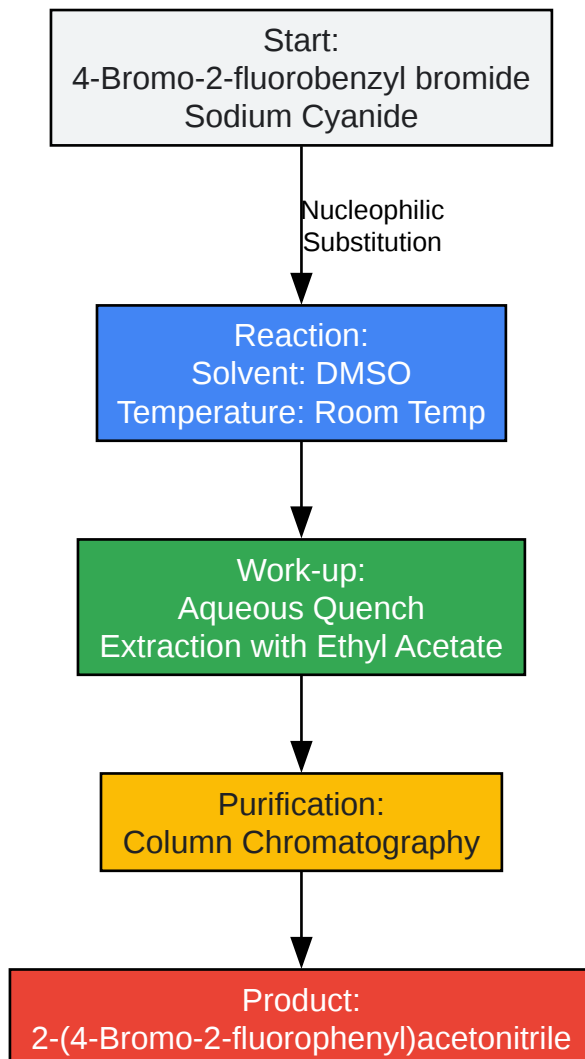 Start:
4-Bromo-2-fluorobenzyl bromide
Sodium Cyanide
Nucleophilic
Substitution
Reaction:
Solvent: DMSO
Temperature: Room Temp
Work-up:
Aqueous Quench
Extraction with Ethyl Acetate
Purification:
Column Chromatography
Product:
2-(4-Bromo-2-fluorophenyl)acetonitrile